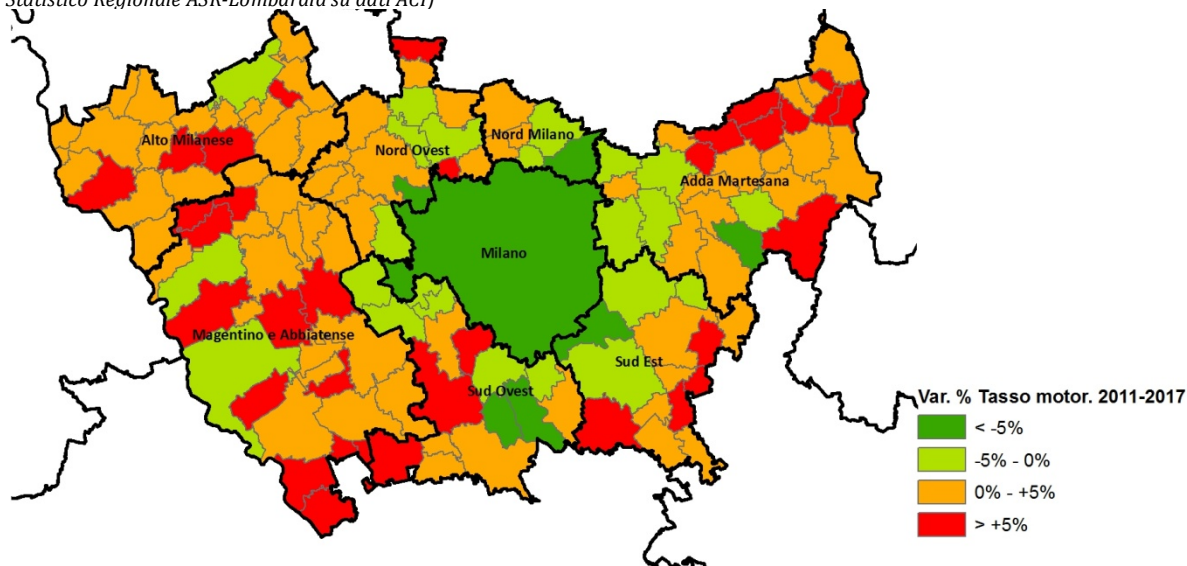 Statistico Regionale ASR-Lombardia su dati ACI)
Alto Milanese
Nord Ovest
Nord Milano
Adda Martesana
Milano
Magentino e Abbiatense
Sud Ovest
Sud Est
Var. % Tasso motor. 2011-2017
< -5%
-5% - 0%
0% - +5%
> +5%